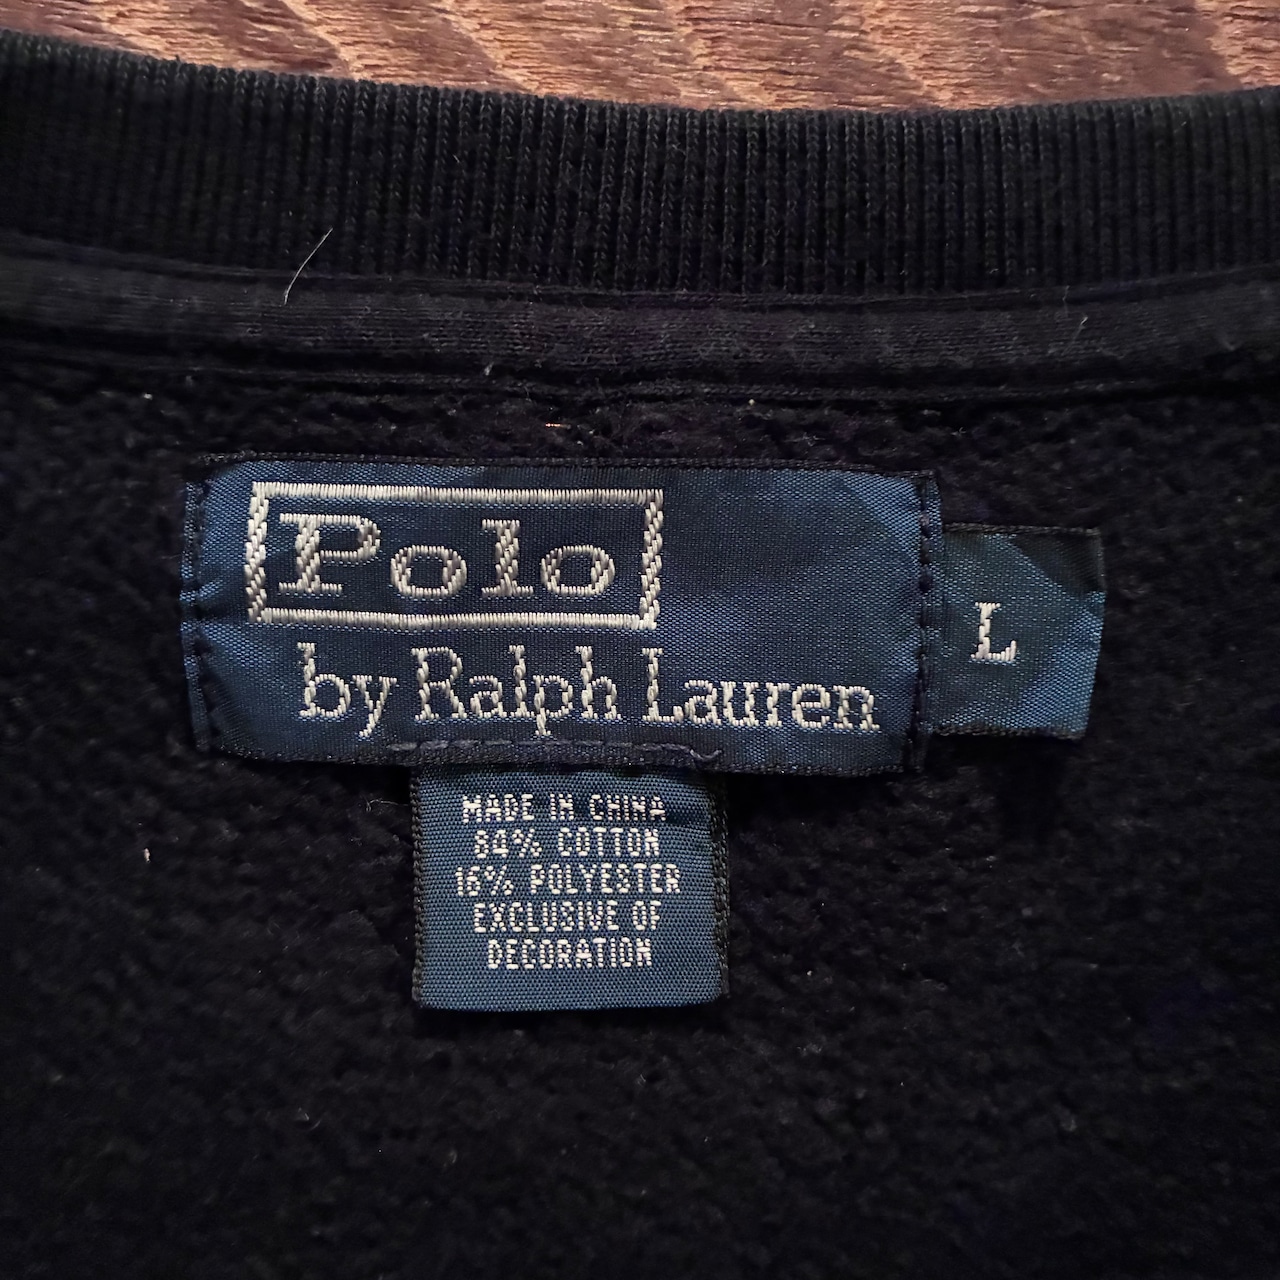 Polo
by Ralph Lauren
L
MADE IN CHINA
84% COTTON
16% POLYESTER
EXCLUSIVE OF
DECORATION